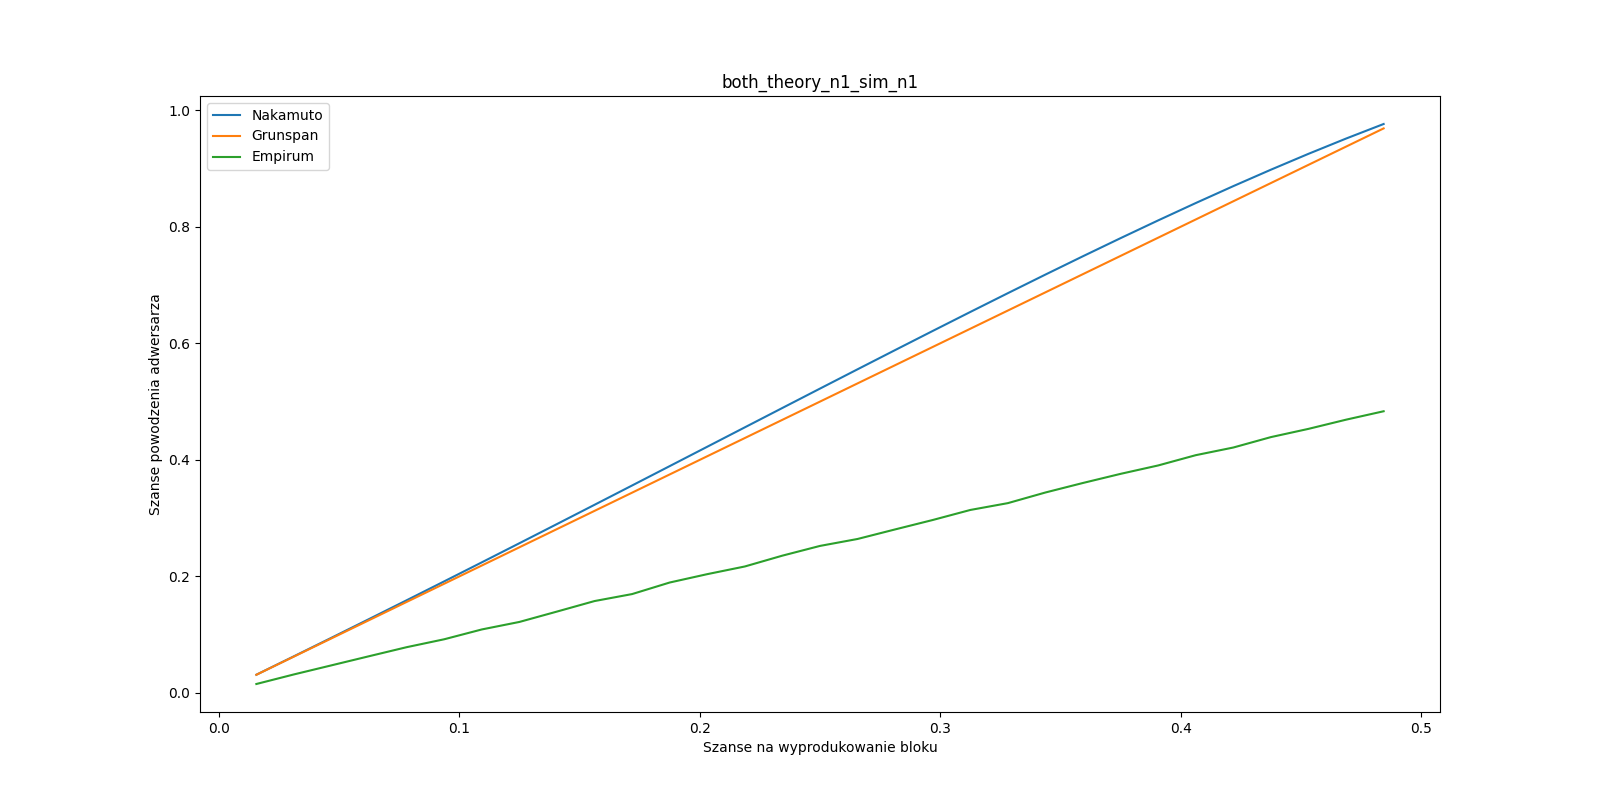 both_theory_n1_sim_n1
Nakamuto
Grunspan
Empirum
1.0
0.8
0.6
0.4
0.2
0.0
Szanse powodzenia adwersarza
0.0 0.1 0.2 0.3 0.4 0.5
Szanse na wyprodukowanie bloku